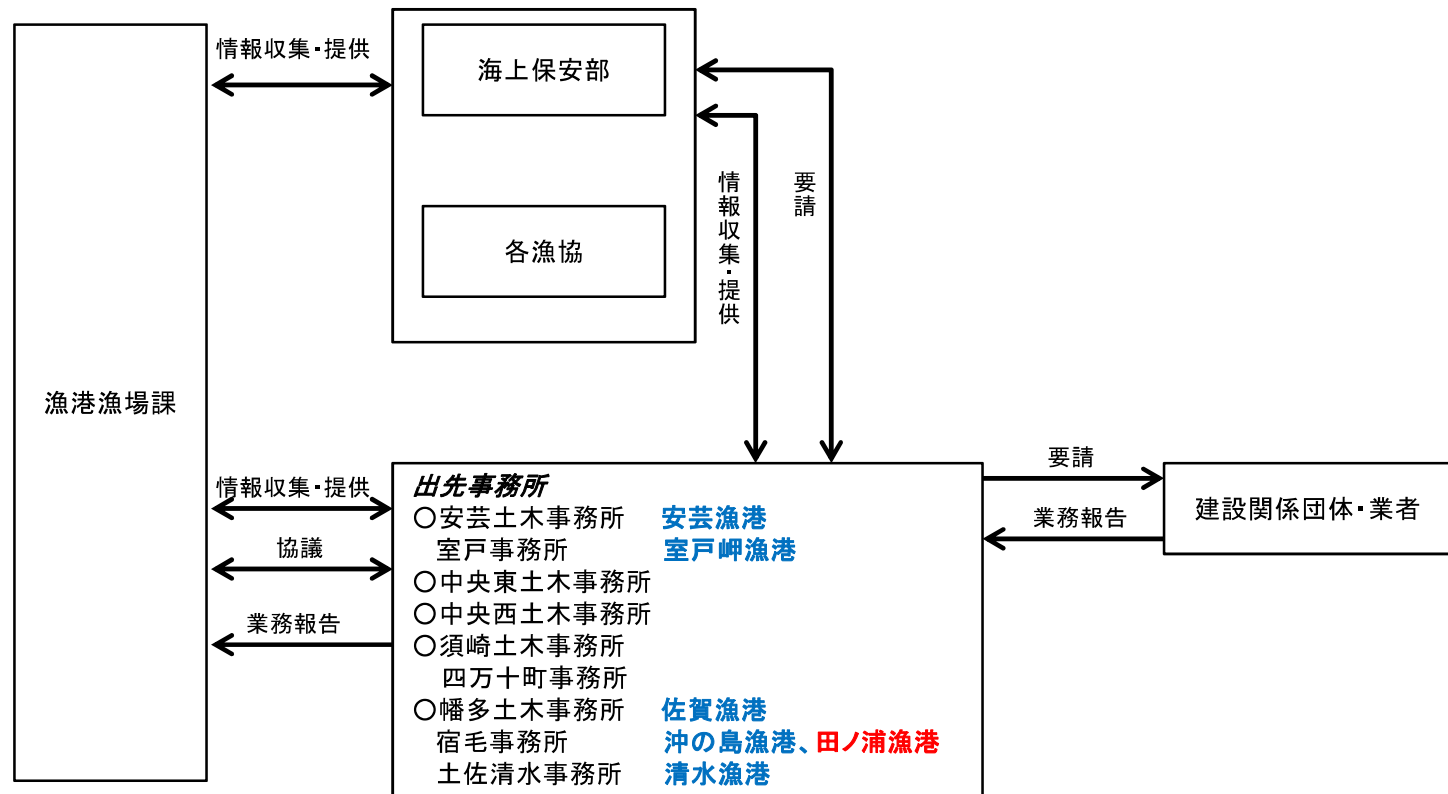 情報収集・提供
海上保安部
各漁協
情報収集・提供
要請
漁港漁場課
情報収集・提供
協議
業務報告
出先事務所
○安芸土木事務所 安芸漁港
室戸事務所 室戸岬漁港
○中央東土木事務所
○中央西土木事務所
○須崎土木事務所
四万十町事務所
○幡多土木事務所 佐賀漁港
宿毛事務所 沖の島漁港、田ノ浦漁港
土佐清水事務所 清水漁港
要請
業務報告
建設関係団体・業者